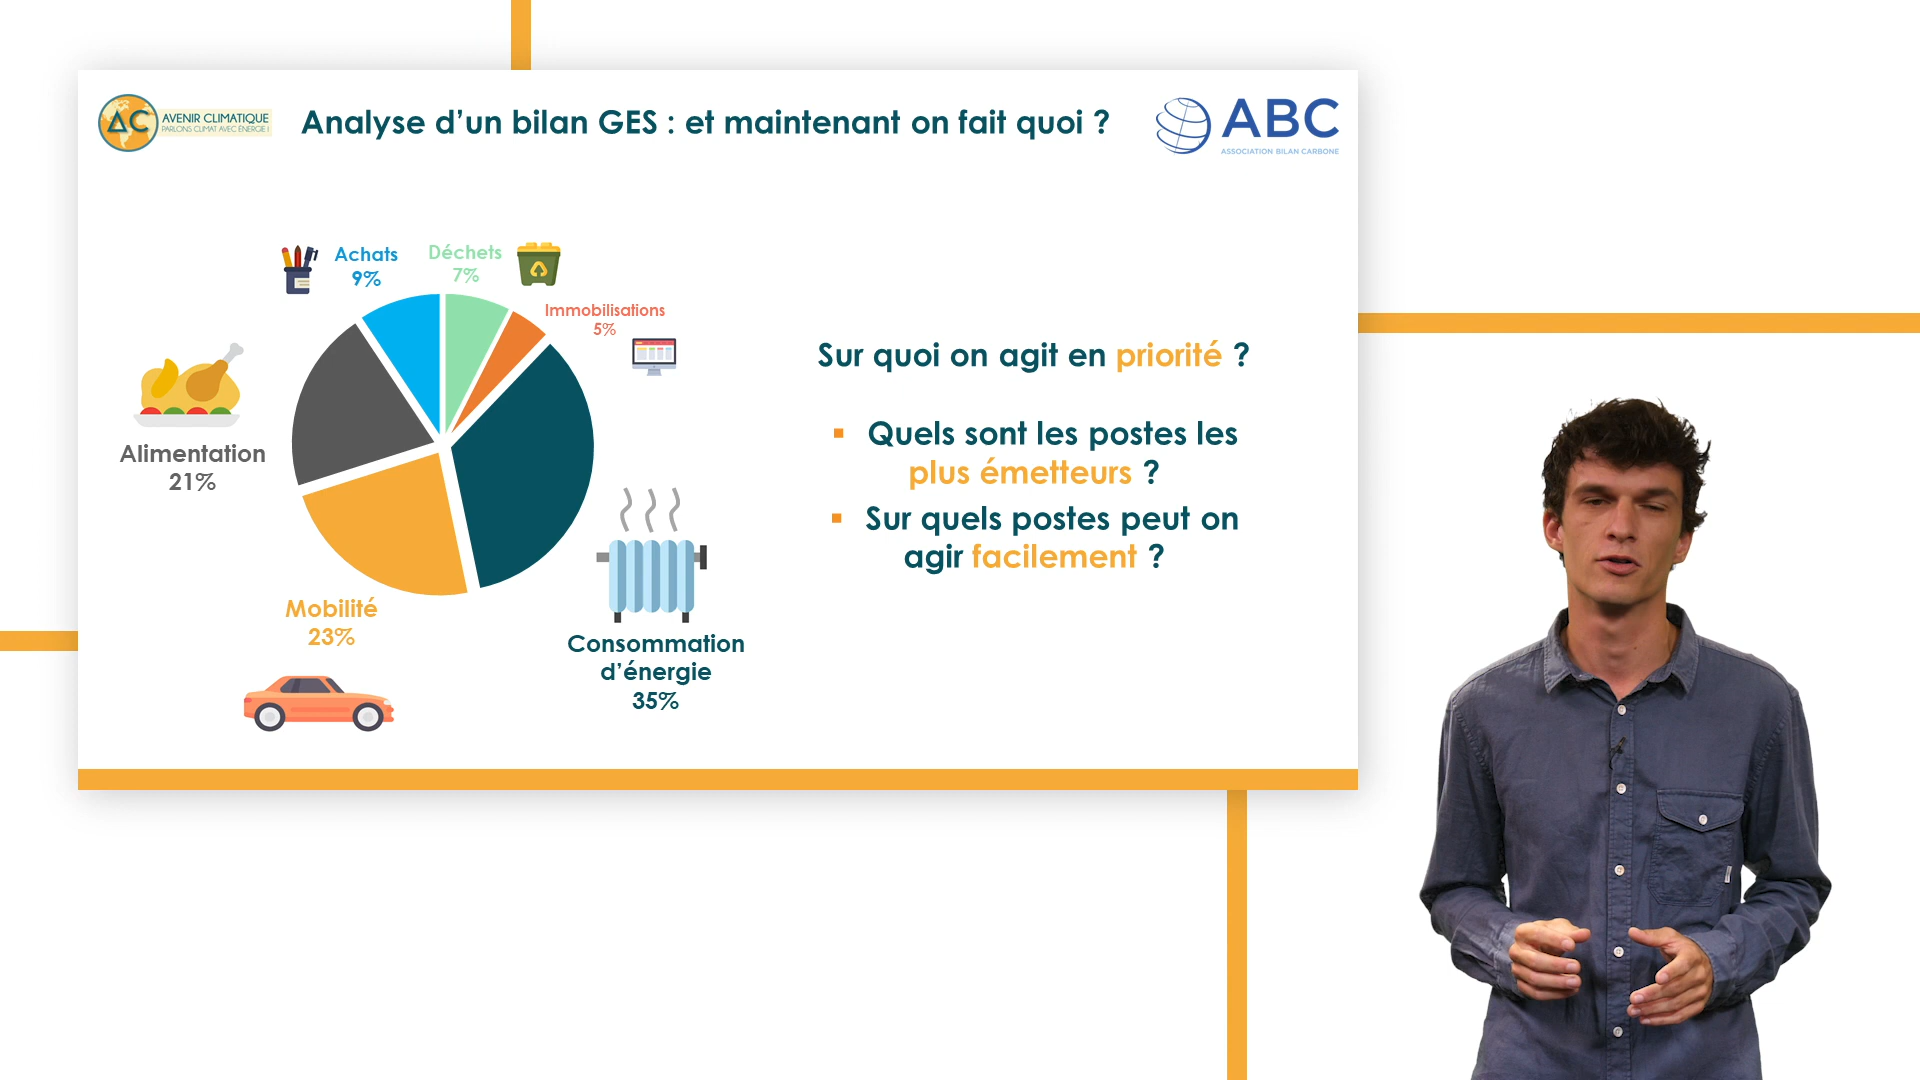 AC
AVENIR CLIMATIQUE
PARLONS CLIMAT AVEC ÉNERGIE !
Analyse d’un bilan GES : et maintenant on fait quoi ?
ABC
ASSOCIATION BILAN CARBONE
Achats
9%
Déchets
7%
Immobilisations
5%
Alimentation
21%
Mobilité
23%
Consommation
d’énergie
35%
Sur quoi on agit en priorité ?
▪ Quels sont les postes les
plus émetteurs ?
▪ Sur quels postes peut on
agir facilement ?